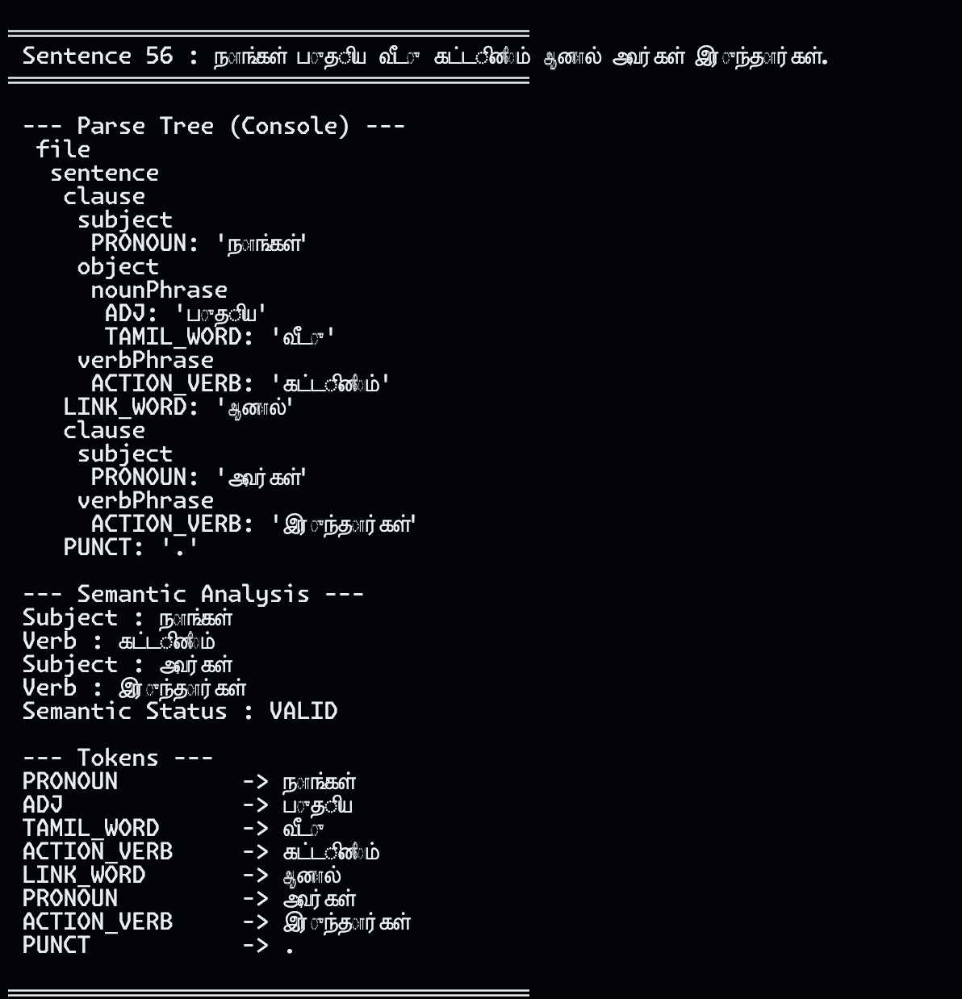 Sentence 56 : நாங்கள் புதிய வீடு கட்டினோம் ஆனால் அவர்கள் இருந்தார்கள்.
--- Parse Tree (Console) ---
file
sentence
clause
subject
PRONOUN: 'நாங்கள்'
object
nounPhrase
ADJ: 'புதிய'
TAMIL_WORD: 'வீடு'
verbPhrase
ACTION_VERB: 'கட்டினோம்'
LINK_WORD: 'ஆனால்'
clause
subject
PRONOUN: 'அவர்கள்'
verbPhrase
ACTION_VERB: 'இருந்தார்கள்'
PUNCT: '.'
--- Semantic Analysis ---
Subject : நாங்கள்
Verb : கட்டினோம்
Subject : அவர்கள்
Verb : இருந்தார்கள்
Semantic Status : VALID
--- Tokens ---
PRONOUN -> நாங்கள்
ADJ -> புதிய
TAMIL_WORD -> வீடு
ACTION_VERB -> கட்டினோம்
LINK_WORD -> ஆனால்
PRONOUN -> அவர்கள்
ACTION_VERB -> இருந்தார்கள்
PUNCT -> .